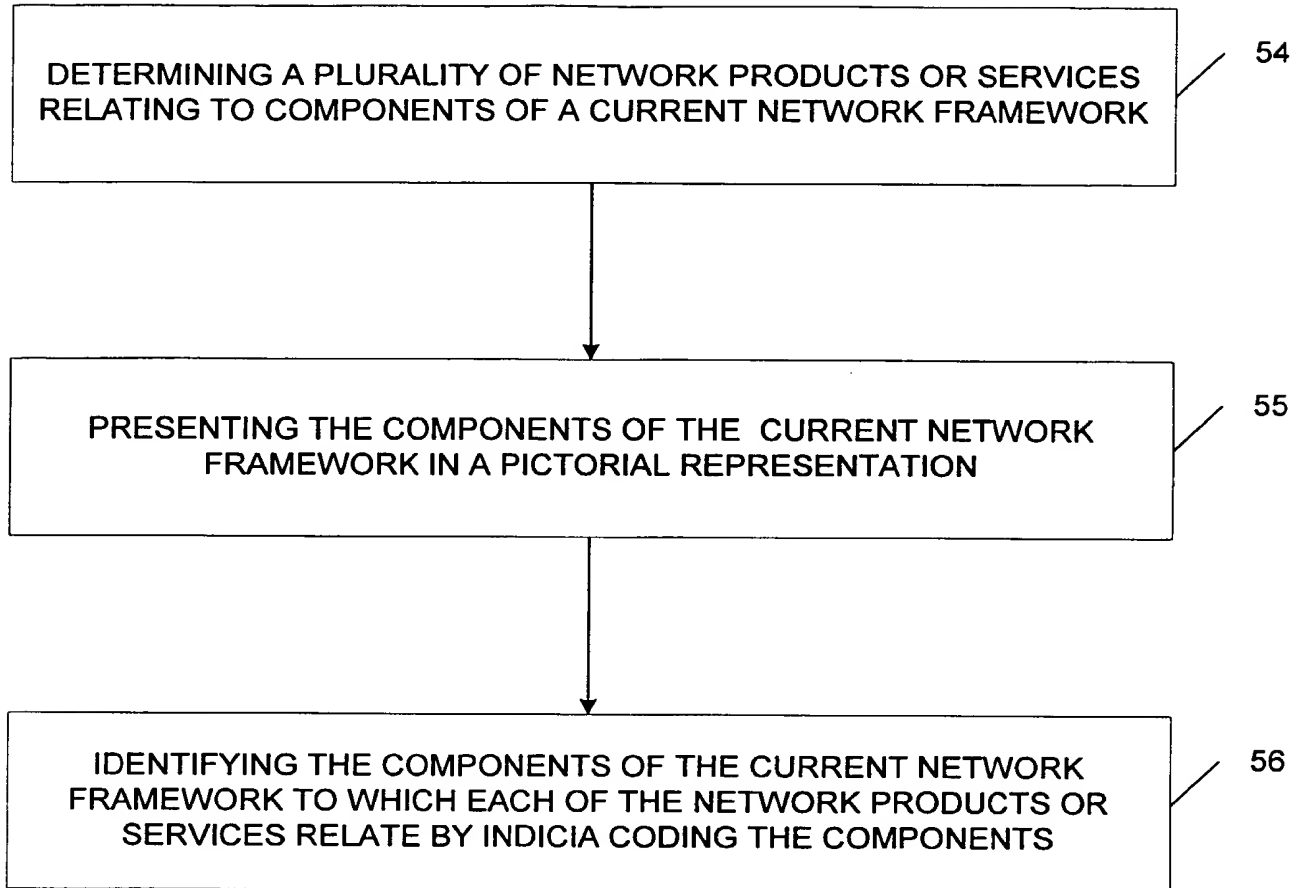 DETERMINING A PLURALITY OF NETWORK PRODUCTS OR SERVICES
RELATING TO COMPONENTS OF A CURRENT NETWORK FRAMEWORK
54
PRESENTING THE COMPONENTS OF THE CURRENT NETWORK
FRAMEWORK IN A PICTORIAL REPRESENTATION
55
IDENTIFYING THE COMPONENTS OF THE CURRENT NETWORK
FRAMEWORK TO WHICH EACH OF THE NETWORK PRODUCTS OR
SERVICES RELATE BY INDICIA CODING THE COMPONENTS
56